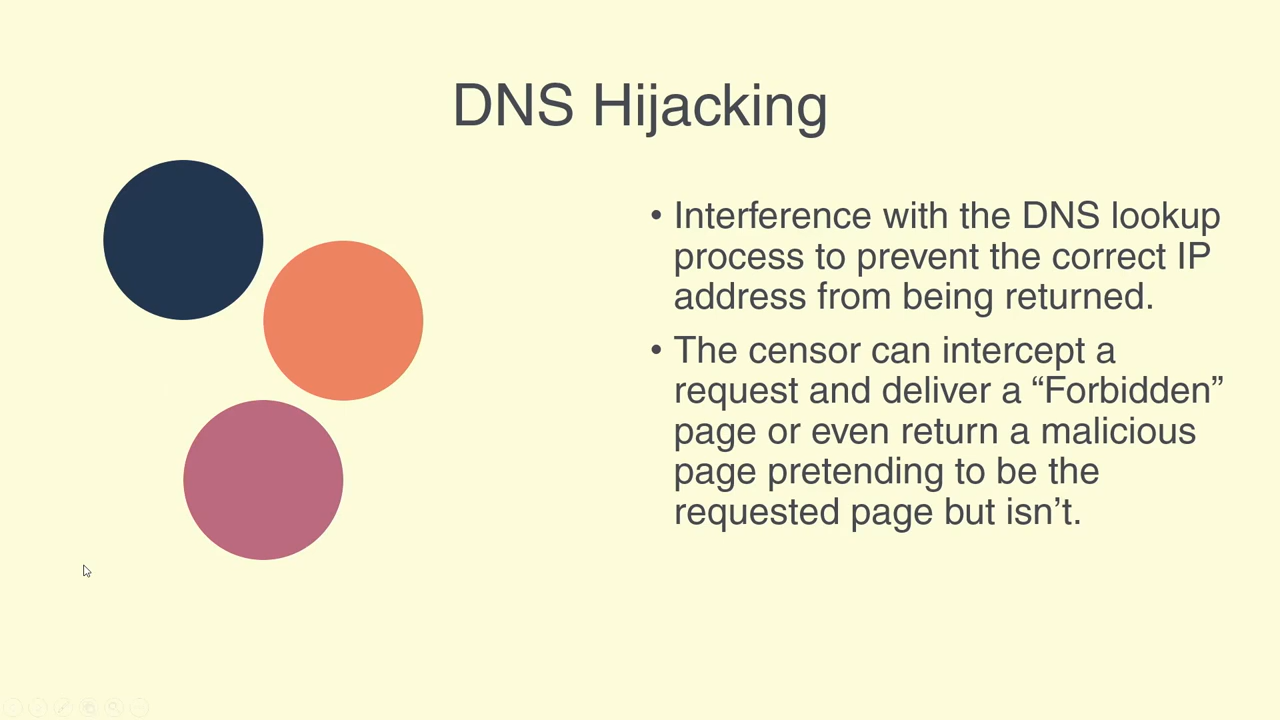 DNS Hijacking
• Interference with the DNS lookup
process to prevent the correct IP
address from being returned.
• The censor can intercept a
request and deliver a “Forbidden”
page or even return a malicious
page pretending to be the
requested page but isn’t.